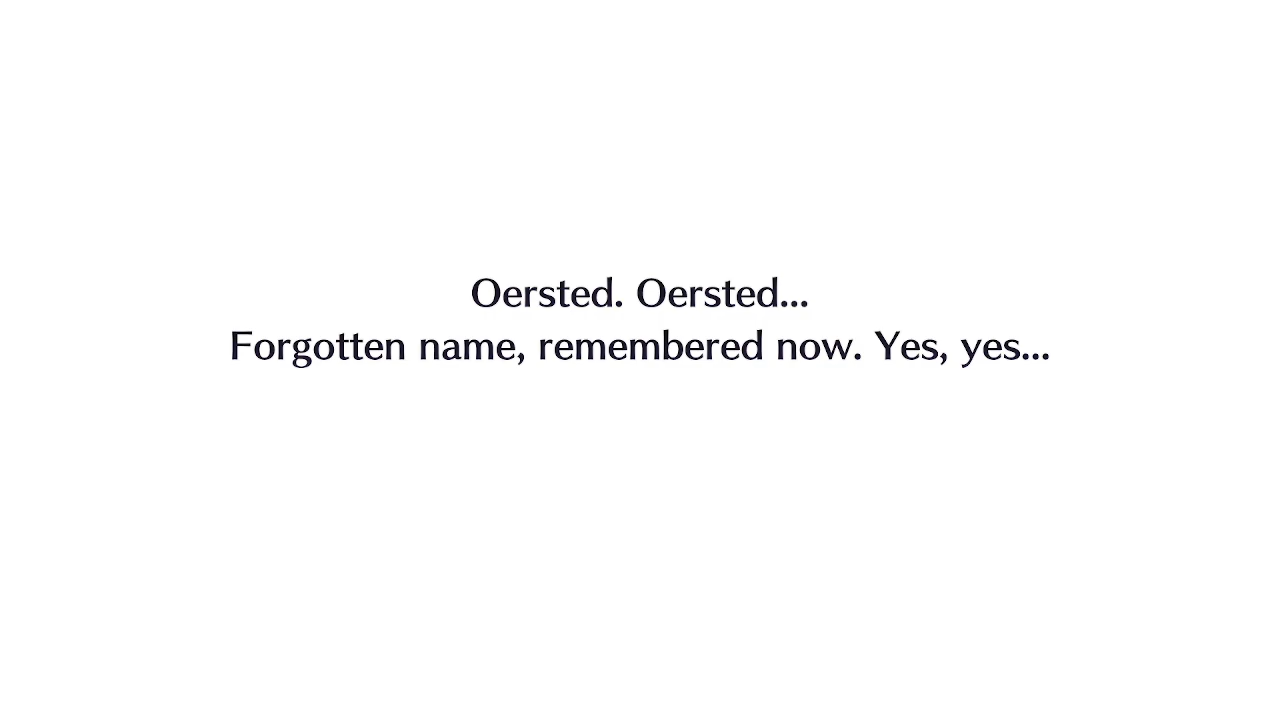 Oersted. Oersted...
Forgotten name, remembered now. Yes, yes...